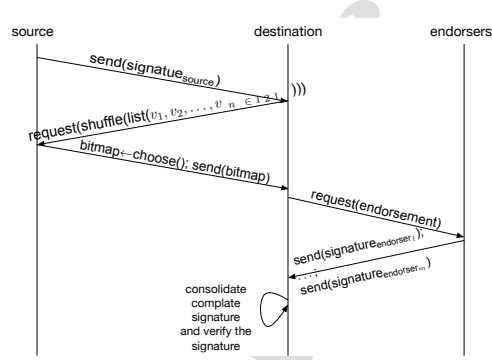 source destination endorsers
send(signatue_source)
request(shuffle(list(v₁, v₂, . . . , v n ∈ 1 2 1 )))
bitmap←choose(); send(bitmap)
request(endorsement)
send(signature_endorser₁);
...;
send(signature_endorserₘ)
consolidate
complate
signature
and verify the
signature